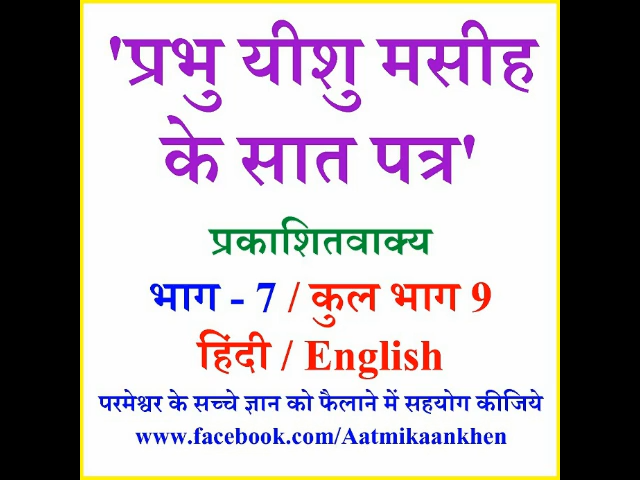 'प्रभु यीशु मसीह
के सात पत्र'
प्रकाशितवाक्य
भाग - 7 / कुल भाग 9
हिंदी / English
परमेश्वर के सच्चे ज्ञान को फैलाने में सहयोग कीजिये
www.facebook.com/Aatmikaankhen